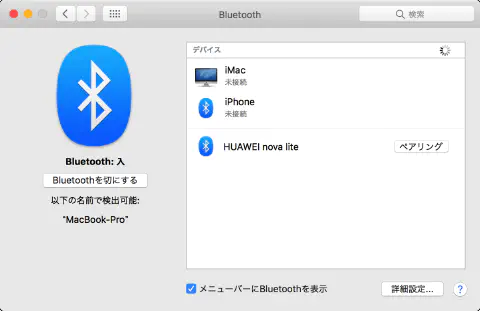 Bluetooth
検索
デバイス
iMac
未接続
iPhone
未接続
HUAWEI nova lite
ペアリング
Bluetooth: 入
Bluetoothを切にする
以下の名前で検出可能:
“MacBook-Pro”
メニューバーにBluetoothを表示
詳細設定...
?